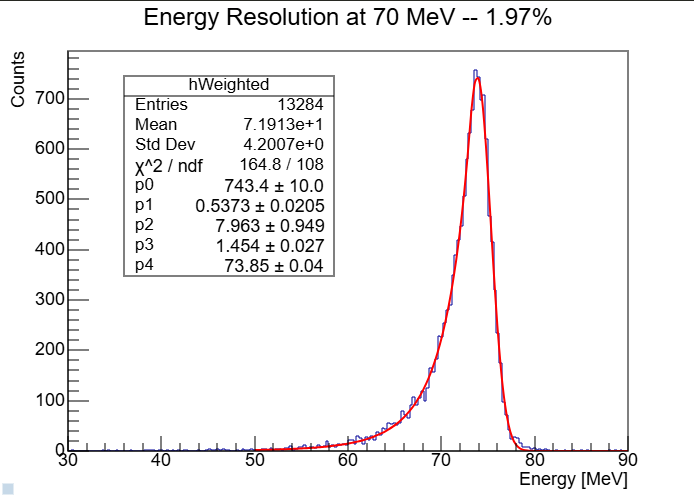 Energy Resolution at 70 MeV -- 1.97%
Counts
hWeighted
Entries 13284
Mean 7.1913e+1
Std Dev 4.2007e+0
χ^2 / ndf 164.8 / 108
p0 743.4 ± 10.0
p1 0.5373 ± 0.0205
p2 7.963 ± 0.949
p3 1.454 ± 0.027
p4 73.85 ± 0.04
700
600
500
400
300
200
100
0
30 40 50 60 70 80 90
Energy [MeV]